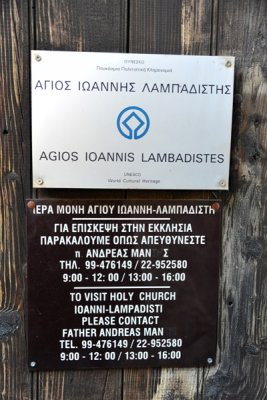 ΟΥΝΕΣΚΟ
Παγκόσμια Πολιτιστική Κληρονομιά
ΑΓΙΟΣ ΙΩΑΝΝΗΣ ΛΑΜΠΑΔΙΣΤΗΣ
AGIOS IOANNIS LAMBADISTES
UNESCO
World Cultural Heritage
ΙΕΡΑ ΜΟΝΗ ΑΓΙΟΥ ΙΩΑΝΝΗ-ΛΑΜΠΑΔΙΣΤΗ
ΓΙΑ ΕΠΙΣΚΕΨΗ ΣΤΗΝ ΕΚΚΛΗΣΙΑ
ΠΑΡΑΚΑΛΟΥΜΕ ΟΠΩΣ ΑΠΕΥΘΥΝΕΣΤΕ
π ΑΝΔΡΕΑΣ ΜΑΝ Σ
ΤΗΛ. 99-476149 / 22-952580
9:00 - 12: 00 / 13:00 - 16:00
TO VISIT HOLY CHURCH
IOANNI-LAMPADISTI
PLEASE CONTACT
FATHER ANDREAS MAN
TEL. 99-476149 / 22-952580
9:00 - 12: 00 / 13:00 - 16:00